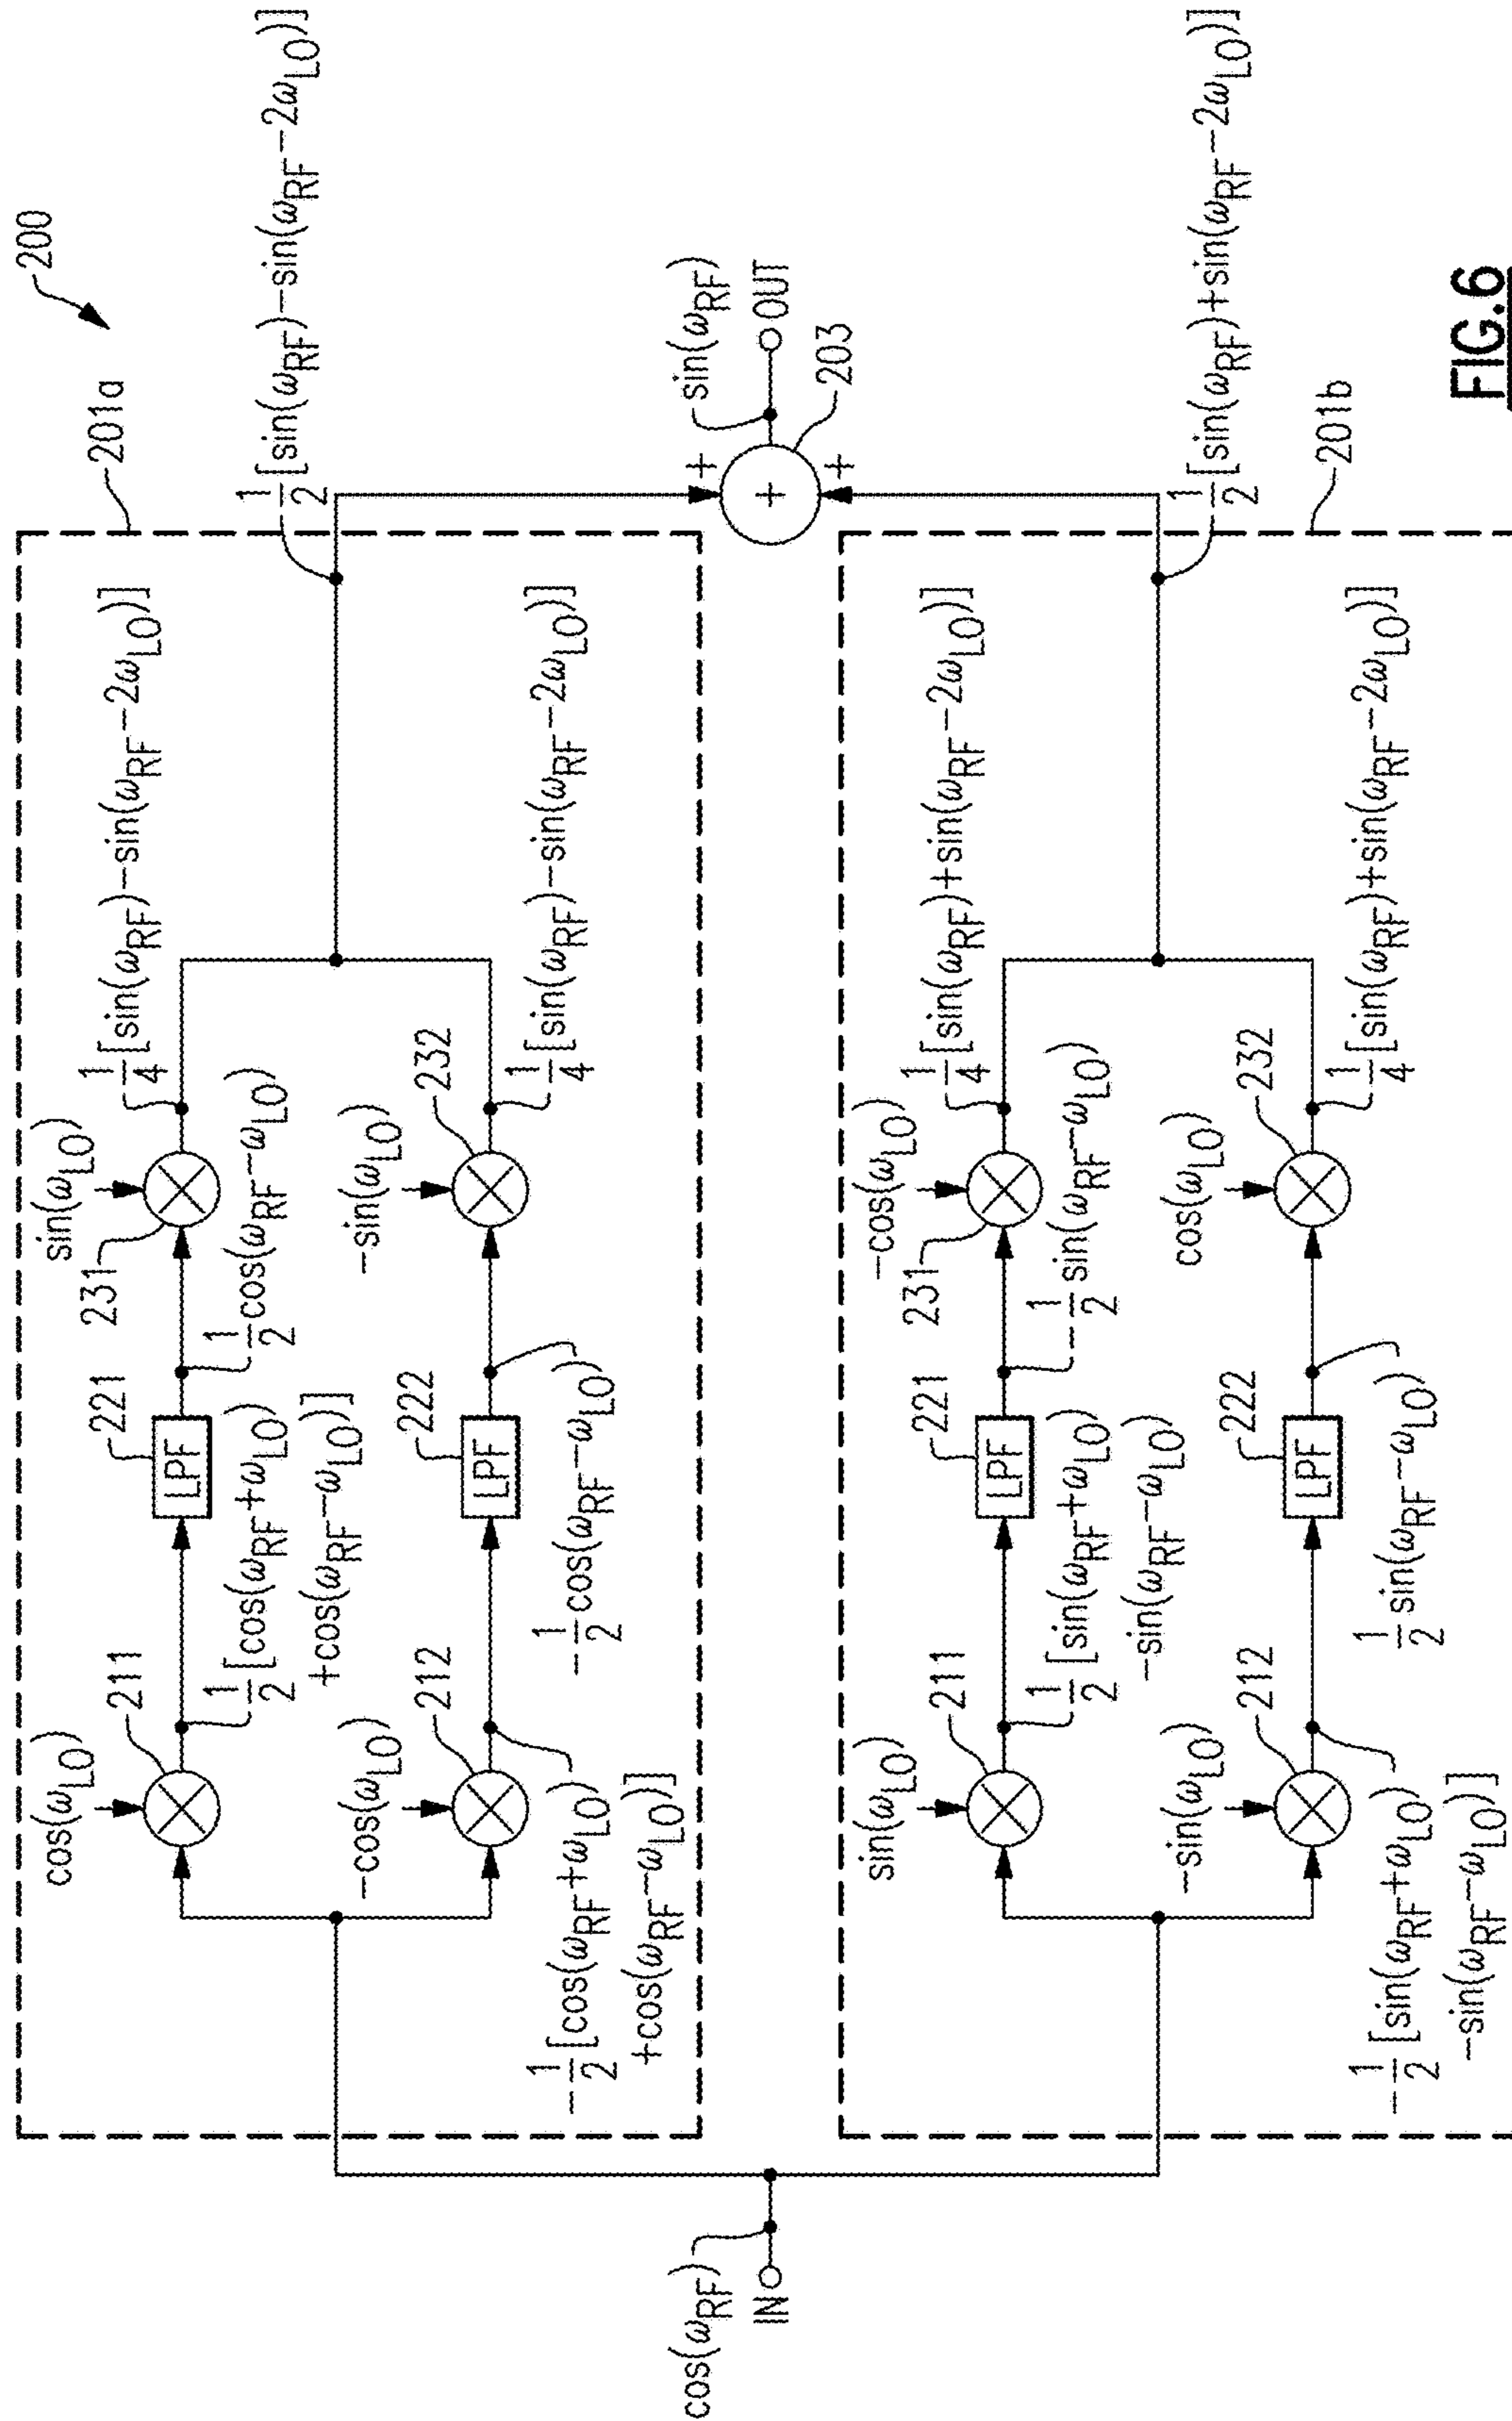 200
201a
cos(ωLO)
211
1/2[cos(ωRF+ωLO)
+cos(ωRF−ωLO)]
221
LPF
1/2cos(ωRF−ωLO)
sin(ωLO)
231
1/4[sin(ωRF)−sin(ωRF−2ωLO)]
1/2[sin(ωRF)−sin(ωRF−2ωLO)]
−cos(ωLO)
212
−1/2[cos(ωRF+ωLO)
+cos(ωRF−ωLO)]
222
LPF
−1/2cos(ωRF−ωLO)
−sin(ωLO)
232
1/4[sin(ωRF)−sin(ωRF−2ωLO)]
cos(ωRF)
IN
+
+
+
sin(ωRF)
OUT
203
sin(ωLO)
211
1/2[sin(ωRF+ωLO)
−sin(ωRF−ωLO)
221
LPF
−1/2sin(ωRF−ωLO)
−cos(ωLO)
231
1/4[sin(ωRF)+sin(ωRF−2ωLO)]
1/2[sin(ωRF)+sin(ωRF−2ωLO)]
−sin(ωLO)
212
−1/2[sin(ωRF+ωLO)
−sin(ωRF−ωLO)]
222
LPF
1/2sin(ωRF−ωLO)
cos(ωLO)
232
1/4[sin(ωRF)+sin(ωRF−2ωLO)]
201b
FIG.6